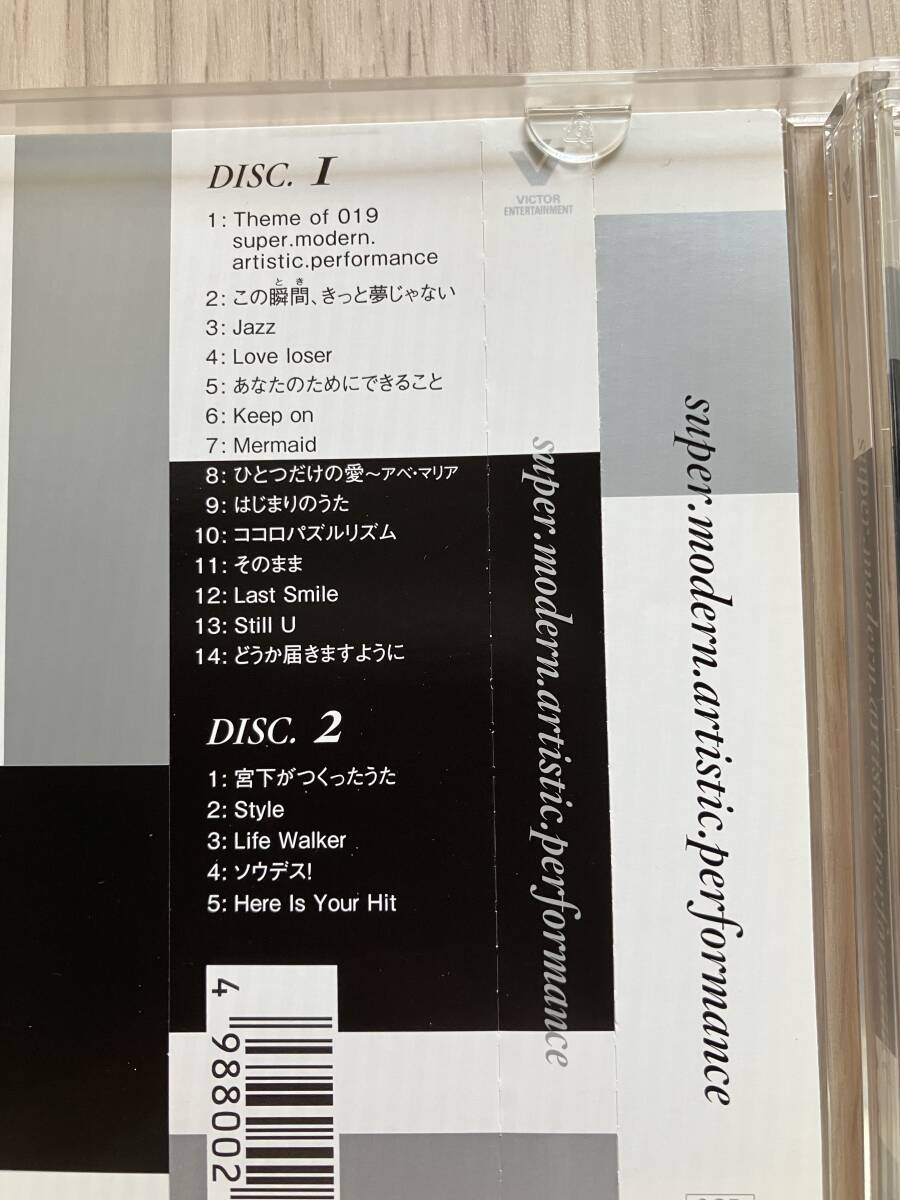 DISC. 1
1: Theme of 019
super.modern.
artistic.performance
とき
2: この瞬間、きっと夢じゃない
3: Jazz
4: Love loser
5: あなたのためにできること
6: Keep on
7: Mermaid
8: ひとつだけの愛〜アベ・マリア
9: はじまりのうた
10: ココロパズルリズム
11: そのまま
12: Last Smile
13: Still U
14: どうか届きますように
DISC. 2
1: 宮下がつくったうた
2: Style
3: Life Walker
4: ソウデス!
5: Here Is Your Hit
4 988002
V
VICTOR
ENTERTAINMENT
super.modern.artistic.performance
super.modern.artistic.performance
super.modern.artistic.performance